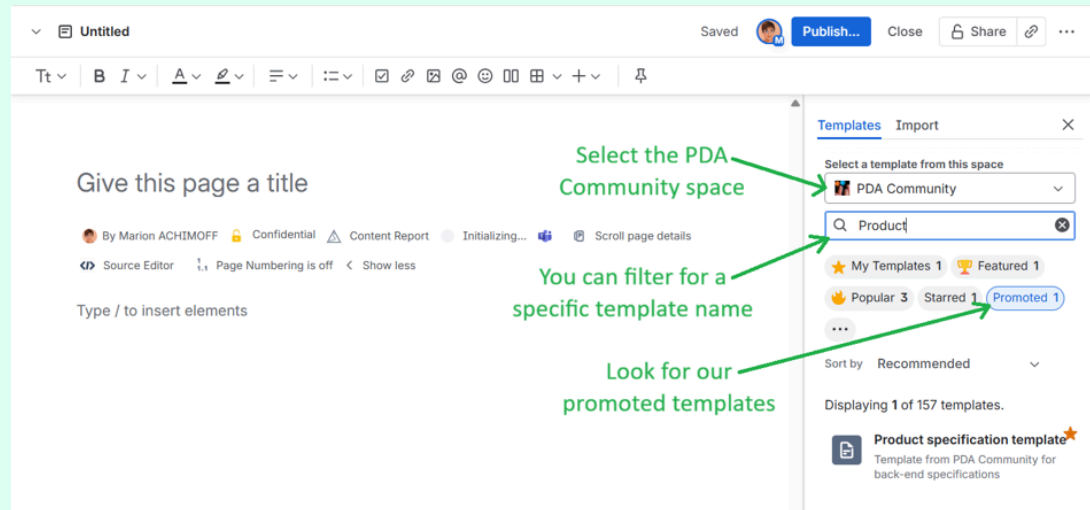 Untitled
Saved
Publish...
Close
Share
Tt
B
I
A
Templates
Import
Select a template from this space
PDA Community
Product
My Templates 1
Featured 1
Popular 3
Starred 1
Promoted 1
Sort by
Recommended
Displaying 1 of 157 templates.
Product specification template
Template from PDA Community for
back-end specifications
Give this page a title
By Marion ACHIMOFF
Confidential
Content Report
Initializing...
Scroll page details
Source Editor
Page Numbering is off
Show less
Type / to insert elements
Select the PDA
Community space
You can filter for a
specific template name
Look for our
promoted templates